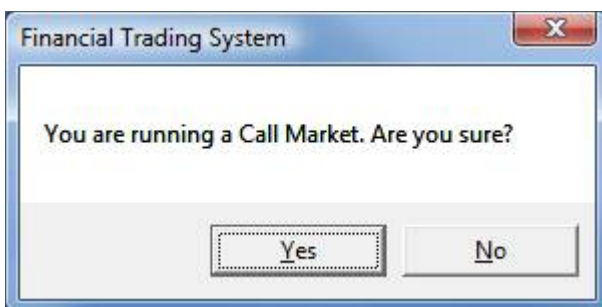 Financial Trading System
You are running a Call Market. Are you sure?
Yes
No